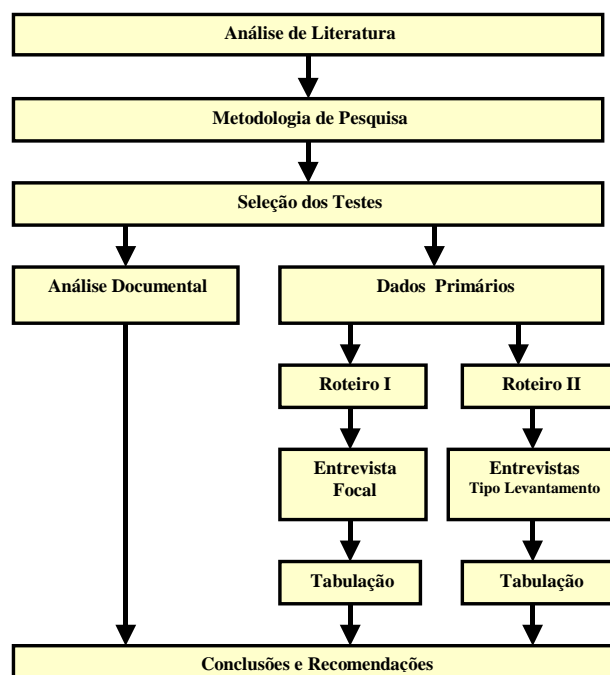 Análise de Literatura
Metodologia de Pesquisa
Seleção dos Testes
Análise Documental
Dados Primários
Roteiro I
Roteiro II
Entrevista
Focal
Entrevistas
Tipo Levantamento
Tabulação
Tabulação
Conclusões e Recomendações